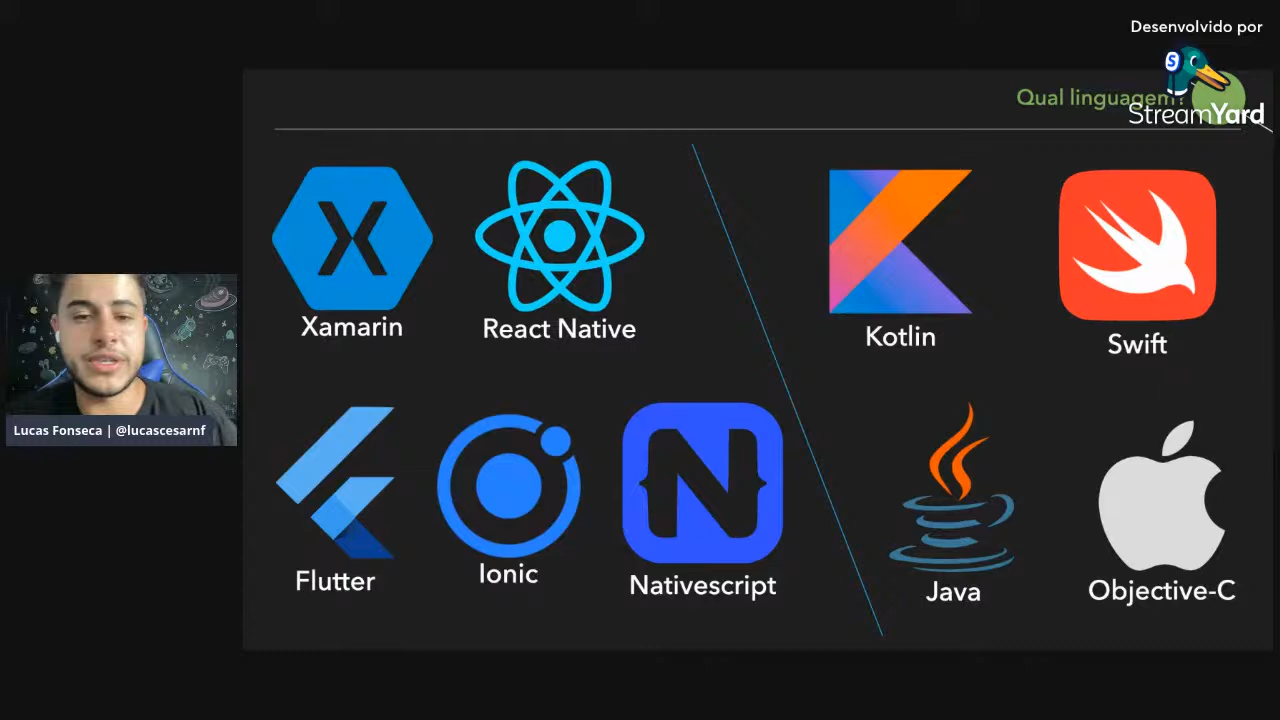 Desenvolvido por
StreamYard
Qual linguagem?
Xamarin
React Native
Kotlin
Swift
Lucas Fonseca | @lucascesarnf
Flutter
Ionic
Nativescript
Java
Objective-C